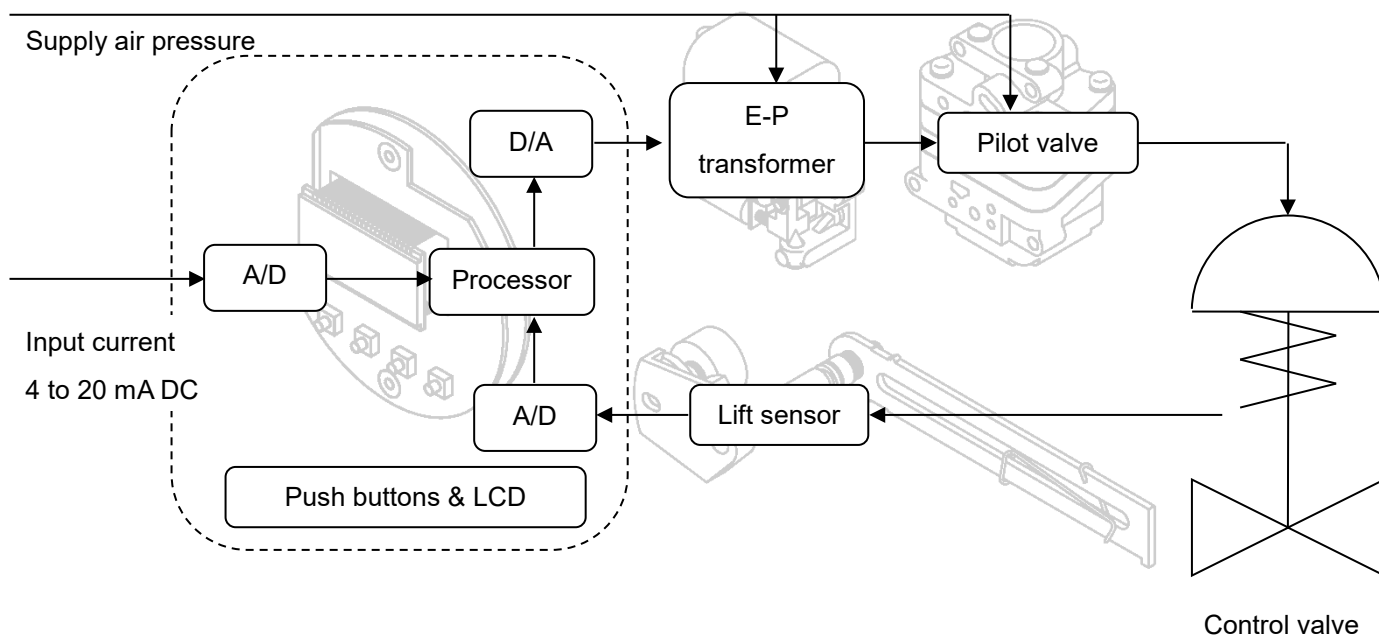 Supply air pressure
D/A
E-P
transformer
Pilot valve
A/D
Processor
Input current
4 to 20 mA DC
A/D
Lift sensor
Push buttons & LCD
Control valve